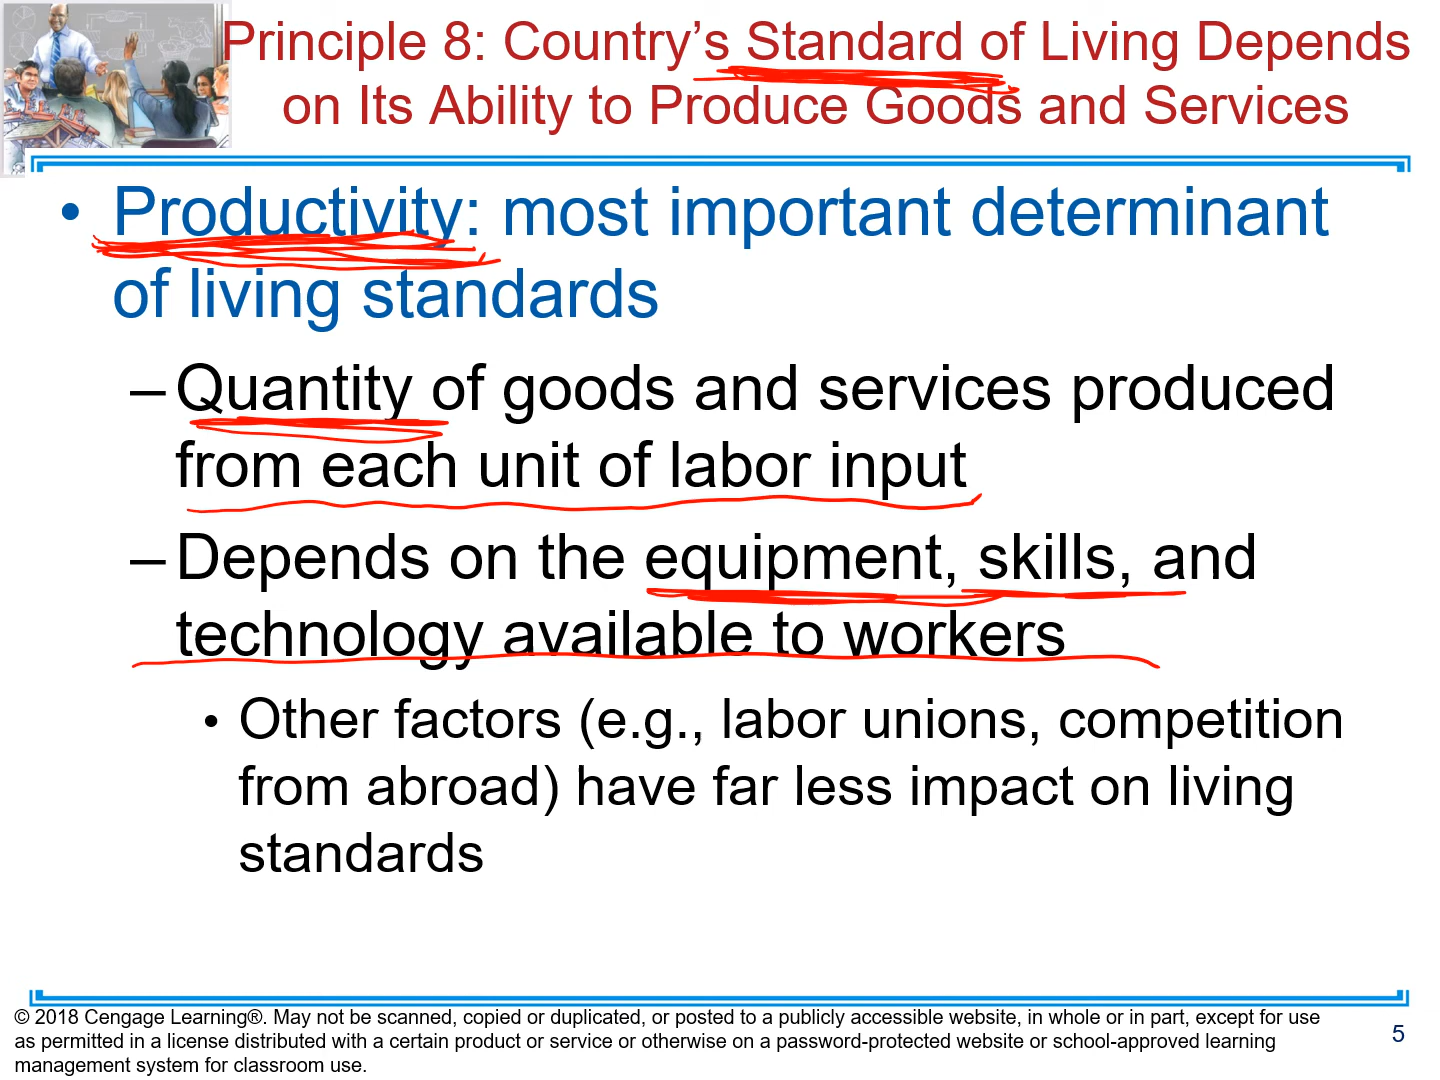 Principle 8: Country’s Standard of Living Depends
on Its Ability to Produce Goods and Services
• Productivity: most important determinant
of living standards
– Quantity of goods and services produced
from each unit of labor input
– Depends on the equipment, skills, and
technology available to workers
• Other factors (e.g., labor unions, competition
from abroad) have far less impact on living
standards
© 2018 Cengage Learning®. May not be scanned, copied or duplicated, or posted to a publicly accessible website, in whole or in part, except for use
as permitted in a license distributed with a certain product or service or otherwise on a password-protected website or school-approved learning
management system for classroom use.
5